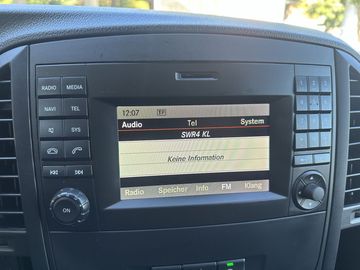 RADIO MEDIA
NAVI TEL
SYS
ON
12:07 TP
Audio Tel System
SWR4 KL
Keine Information
Radio Speicher Info FM Klang